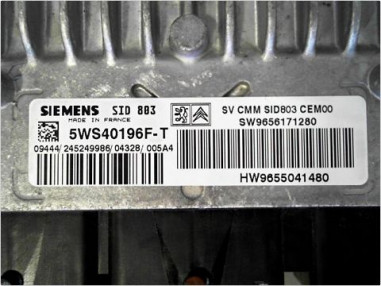 SIEMENS SID 803
MADE IN FRANCE
SV CMM SID803 CEM00
SW9656171280
5WS40196F-T
09444/245249986/04328/005A4
HW9655041480